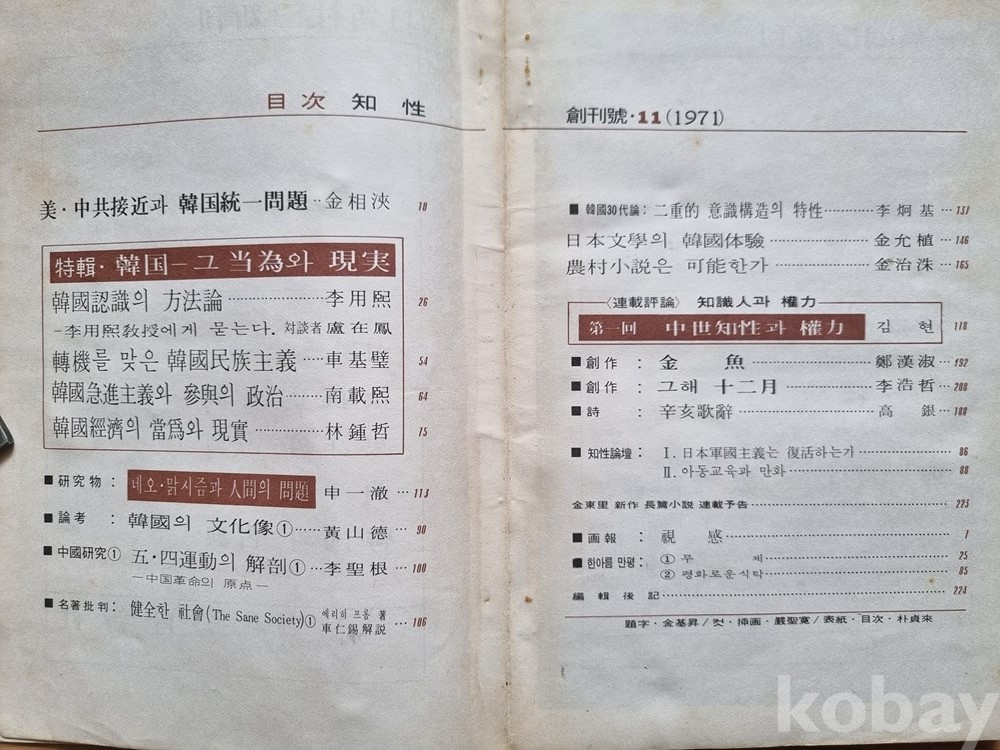 目次 知性
美·中共接近과 韓国統一問題··金相浹 10
特輯·韓国―그 当為와 現実
韓國認識의 方法論············李用熙 26
-李用熙敎授에게 묻는다. 対談者 盧在鳳
轉機를 맞은 韓國民族主義····車基璧 54
韓國急進主義와 參與의 政治·······南載熙 64
韓國經濟의 當爲와 現實···········林鍾哲 75
■研究物: 네오·맑시즘과 人間의 問題 申一澈···113
■論考: 韓國의 文化像①·····黃山德···90
■中國研究① 五·四運動의 解剖①···李聖根···100
―中国革命의 原点―
■名著批判: 健全한 社會(The Sane Society)① 에리히 프롬 著 車仁錫解説···106
創刊號·11(1971)
■韓國30代論: 二重的 意識構造의 特性···········李炯基···137
日本文學의 韓國体驗·················金允植···146
農村小説은 可能한가·················金治洙···165
〈連載評論〉 知識人과 權力
第一回 中世知性과 權力 김현 178
■創作: 金魚·················鄭漢淑···192
■創作: 그해 十二月·············李浩哲···208
■詩: 辛亥歌辭·················高銀···188
■知性論壇: Ⅰ. 日本軍國主義는 復活하는가···········86
Ⅱ. 아동교육과 만화·················88
金東里 新作 長篇小説 連載予告·················223
■画報: 視感·················1
■한아름 만평: ①무제·················25
②평화로운식탁·················85
編輯後記·················224
題字·金基昇/컷·挿画·嚴聖寛/表紙·目次·朴貞來
kobay